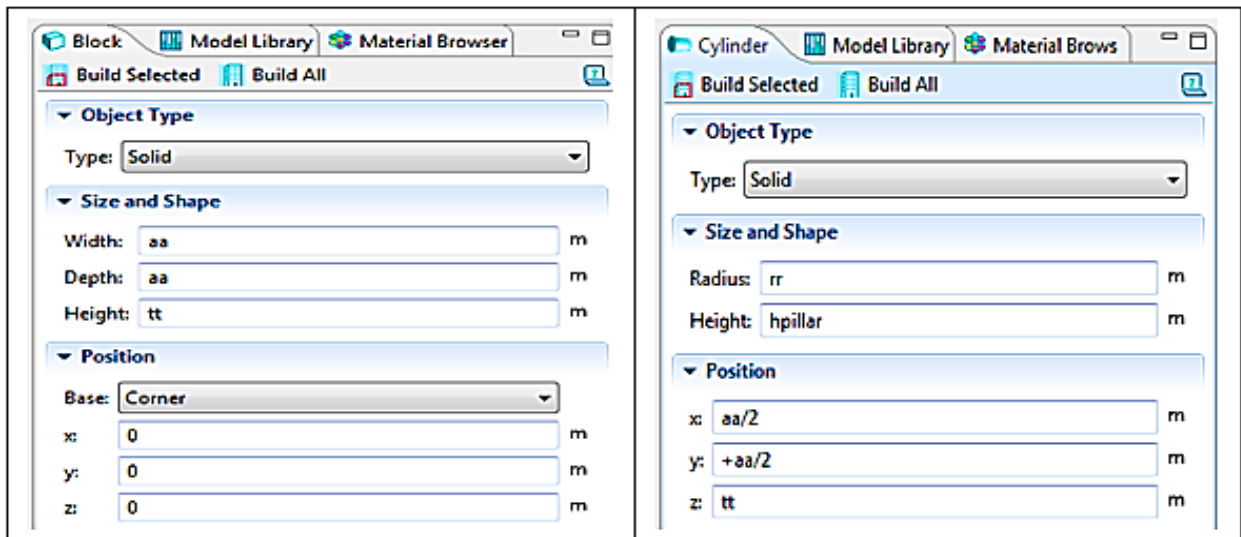 Block Model Library Material Browser
Build Selected Build All
Object Type
Type: Solid
Size and Shape
Width: aa m
Depth: aa m
Height: tt m
Position
Base: Corner
x: 0 m
y: 0 m
z: 0 m
Cylinder Model Library Material Brows
Build Selected Build All
Object Type
Type: Solid
Size and Shape
Radius: rr m
Height: hpillar m
Position
x: aa/2 m
y: +aa/2 m
z: tt m